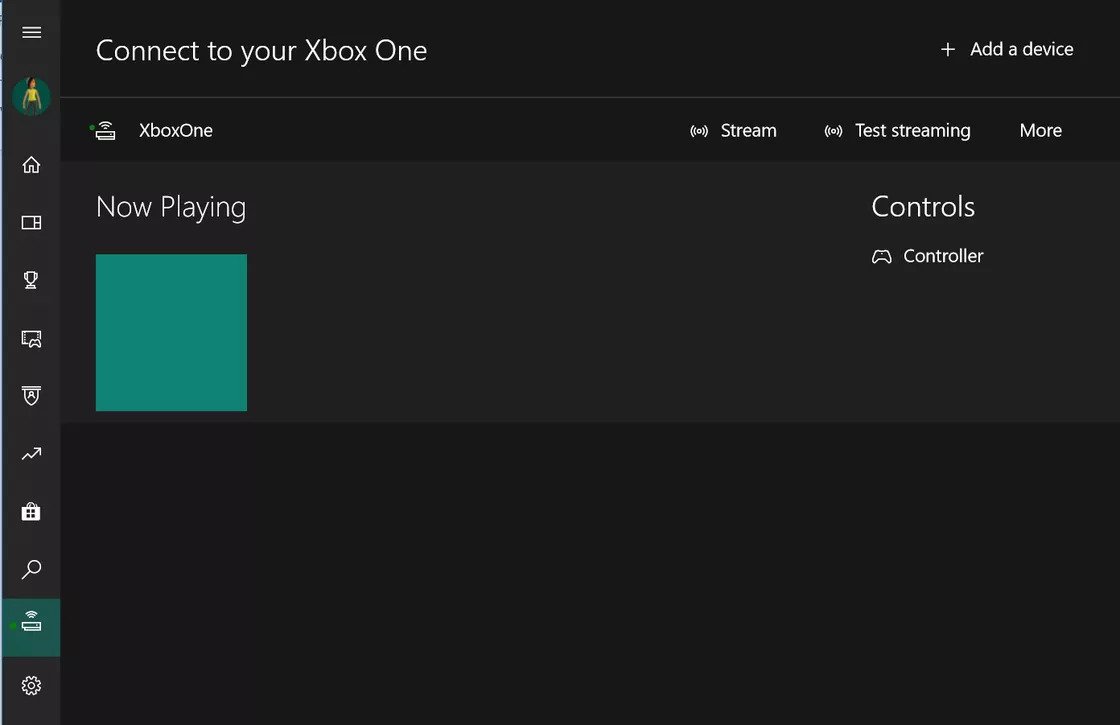 Connect to your Xbox One
Add a device
XboxOne
Stream
Test streaming
More
Now Playing
Controls
Controller